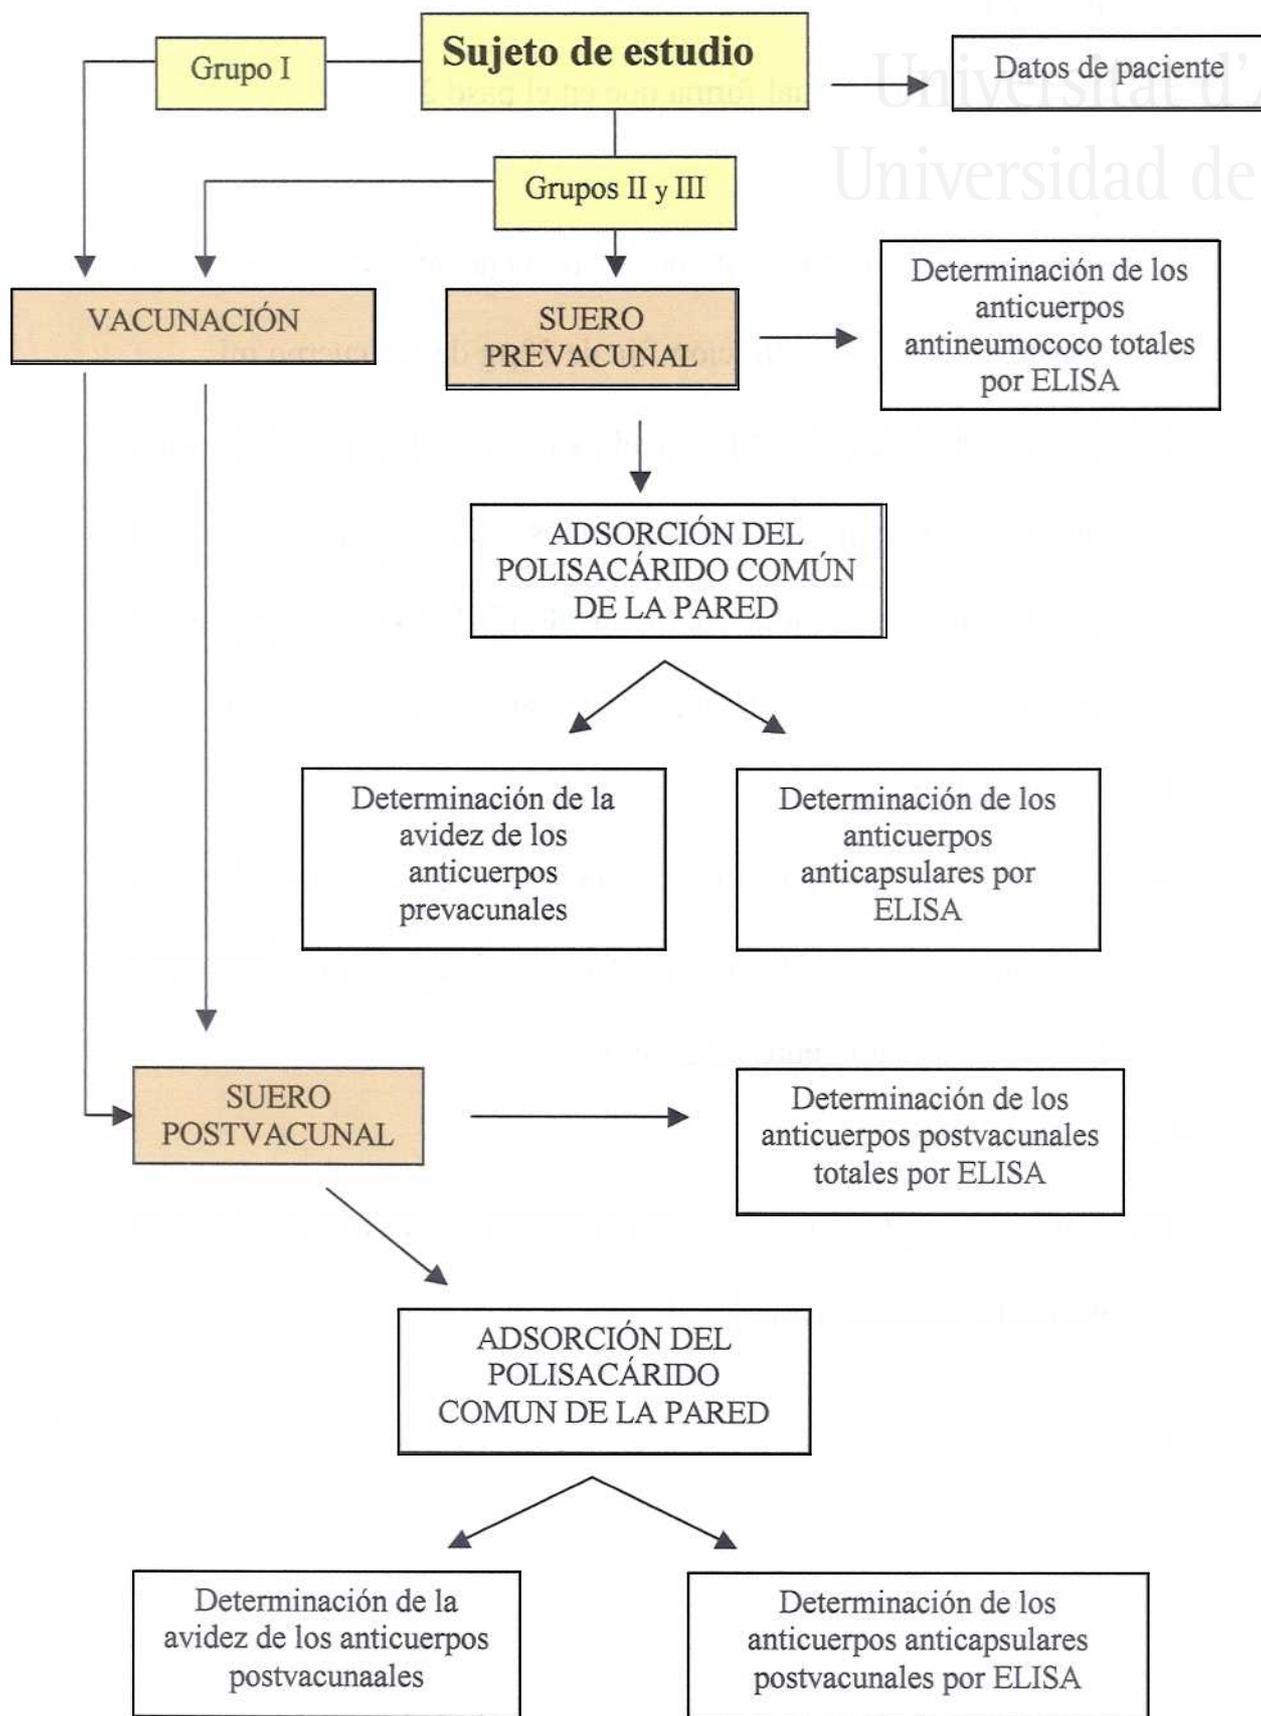 Sujeto de estudio
Grupo I
Datos de paciente
Universitat d'
Universidad de
Grupos II y III
VACUNACIÓN
SUERO
PREVACUNAL
Determinación de los
anticuerpos
antineumococo totales
por ELISA
ADSORCIÓN DEL
POLISACÁRIDO COMÚN
DE LA PARED
Determinación de la
avidez de los
anticuerpos
prevacunales
Determinación de los
anticuerpos
anticapsulares por
ELISA
SUERO
POSTVACUNAL
Determinación de los
anticuerpos postvacunales
totales por ELISA
ADSORCIÓN DEL
POLISACÁRIDO
COMUN DE LA PARED
Determinación de la
avidez de los anticuerpos
postvacunaales
Determinación de los
anticuerpos anticapsulares
postvacunales por ELISA